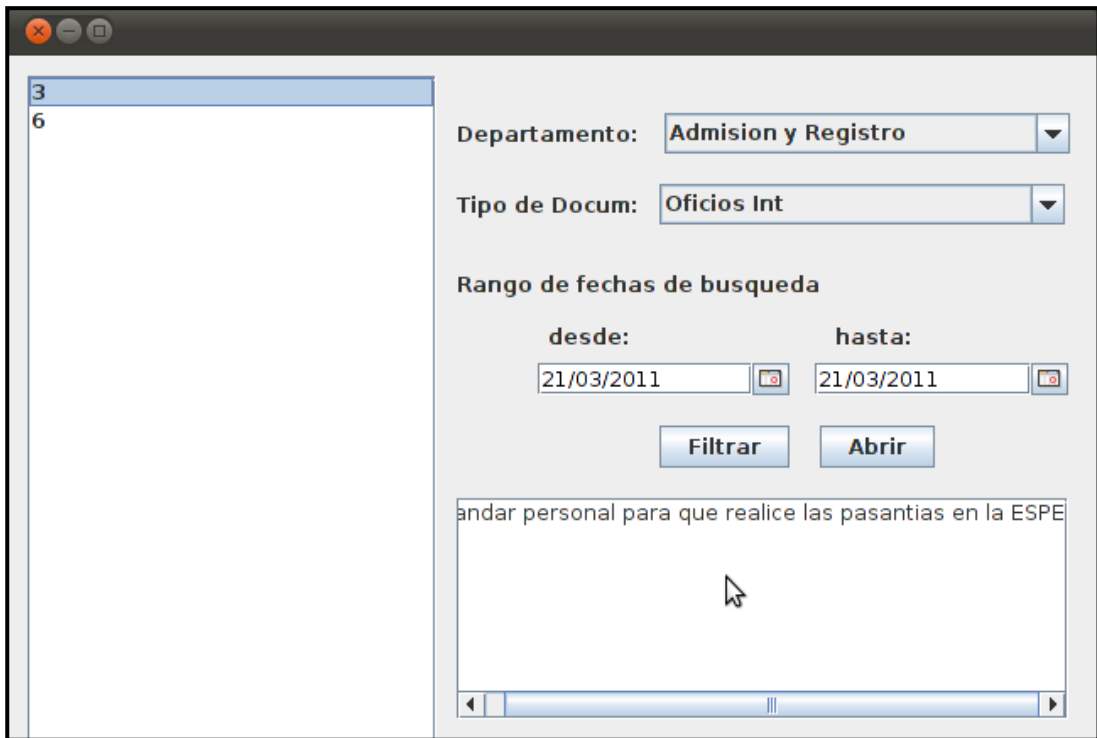 3
6
Departamento: Admision y Registro
Tipo de Docum: Oficios Int
Rango de fechas de busqueda
desde: hasta:
21/03/2011 21/03/2011
Filtrar Abrir
andar personal para que realice las pasantias en la ESPE